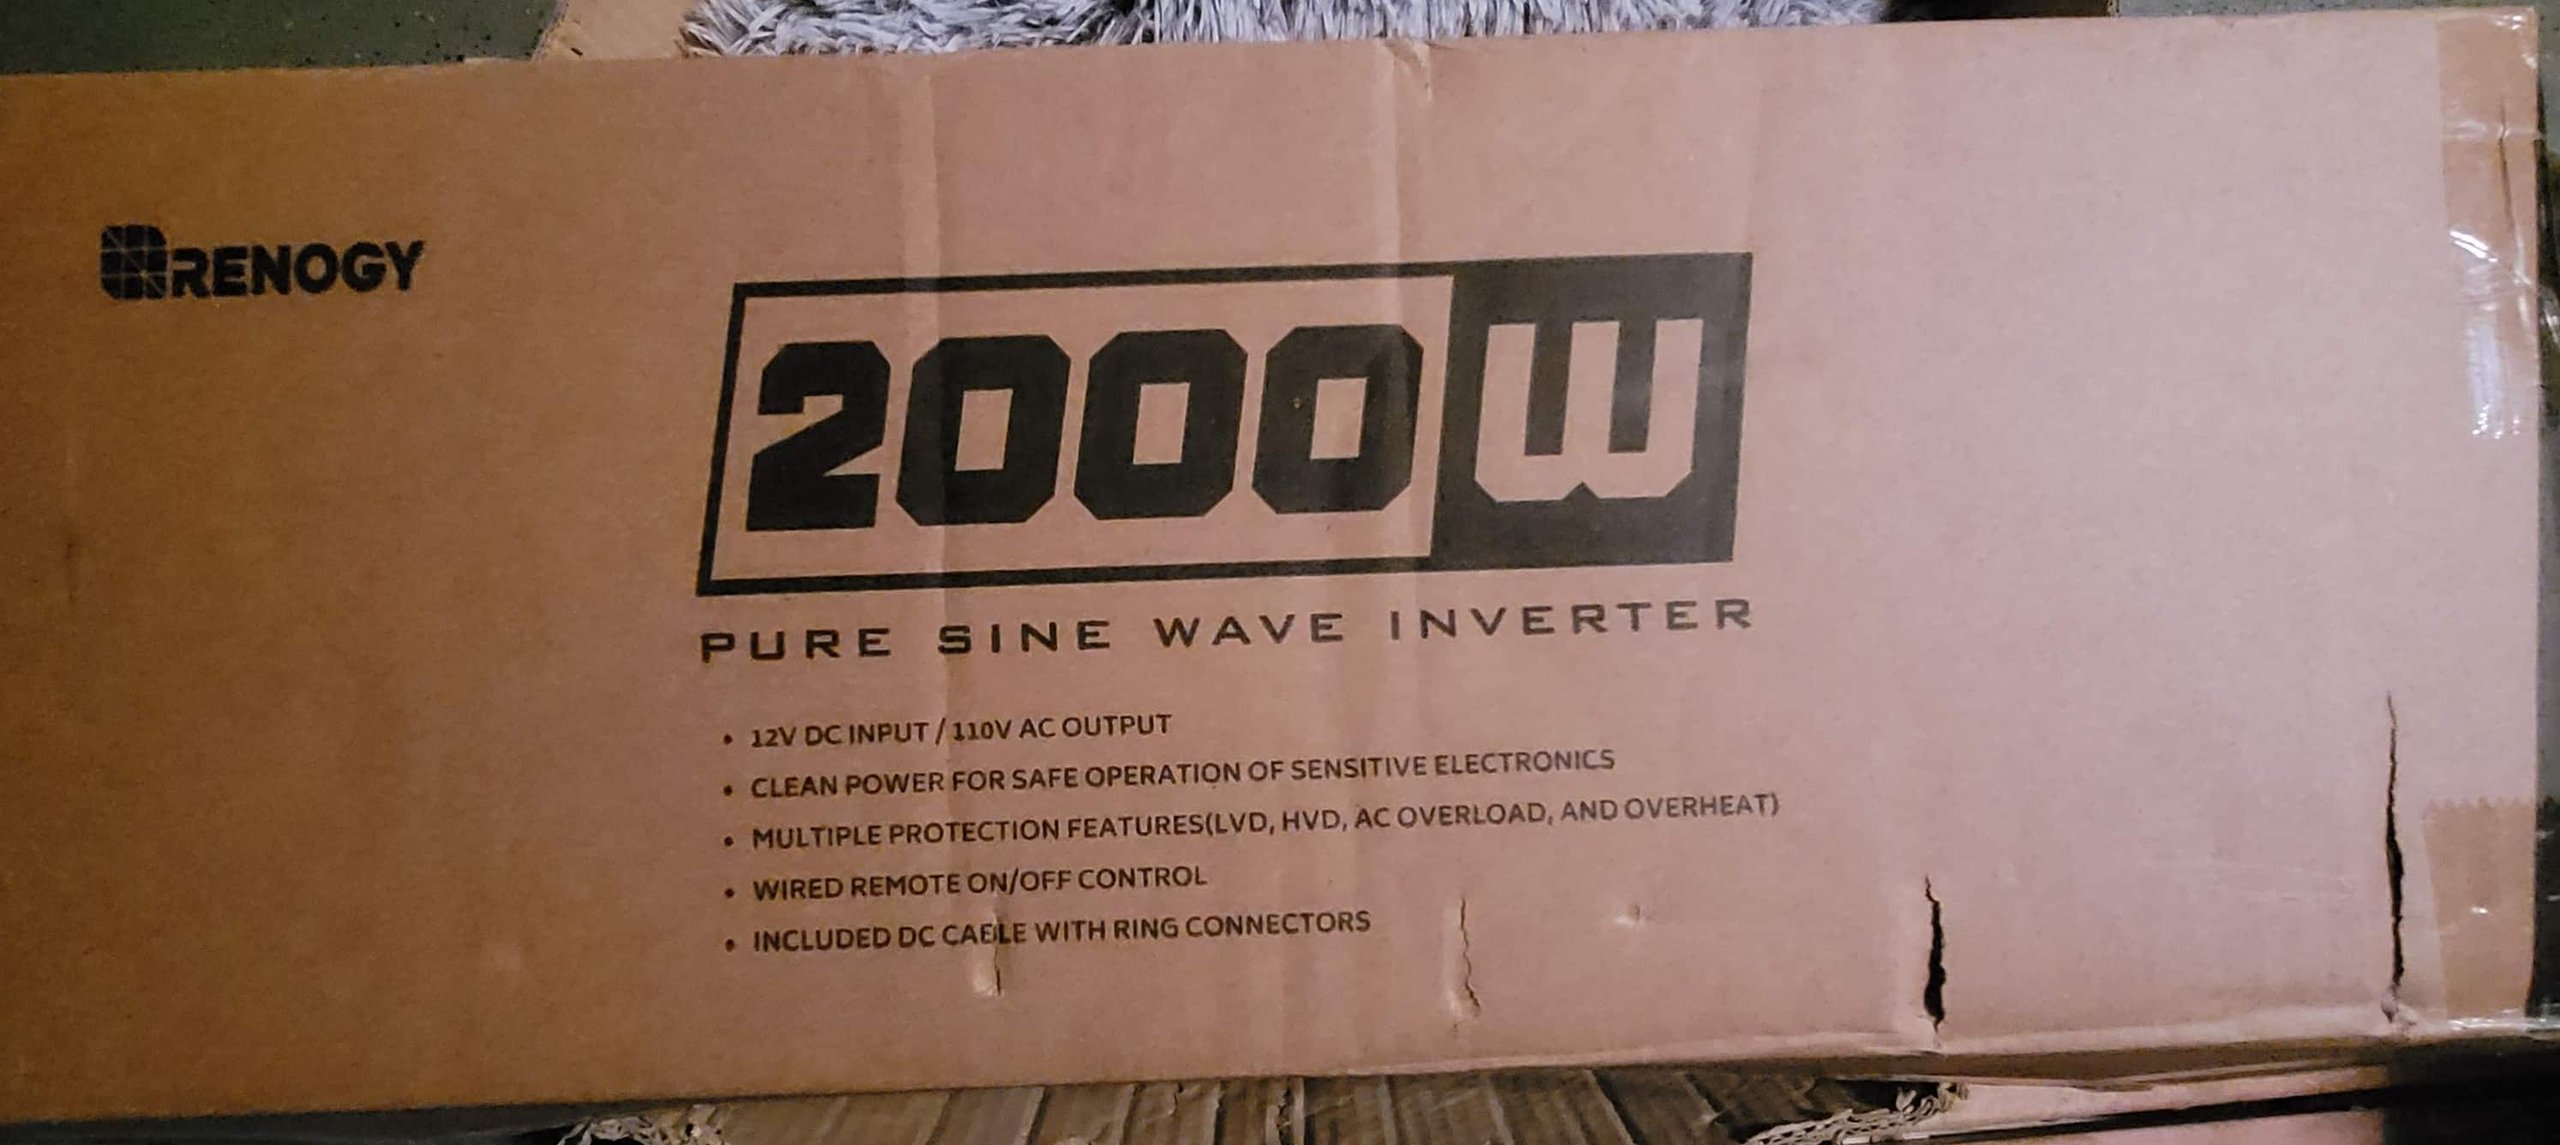 RENOGY
2000W
PURE SINE WAVE INVERTER
• 12V DC INPUT / 110V AC OUTPUT
• CLEAN POWER FOR SAFE OPERATION OF SENSITIVE ELECTRONICS
• MULTIPLE PROTECTION FEATURES(LVD, HVD, AC OVERLOAD, AND OVERHEAT)
• WIRED REMOTE ON/OFF CONTROL
• INCLUDED DC CABLE WITH RING CONNECTORS